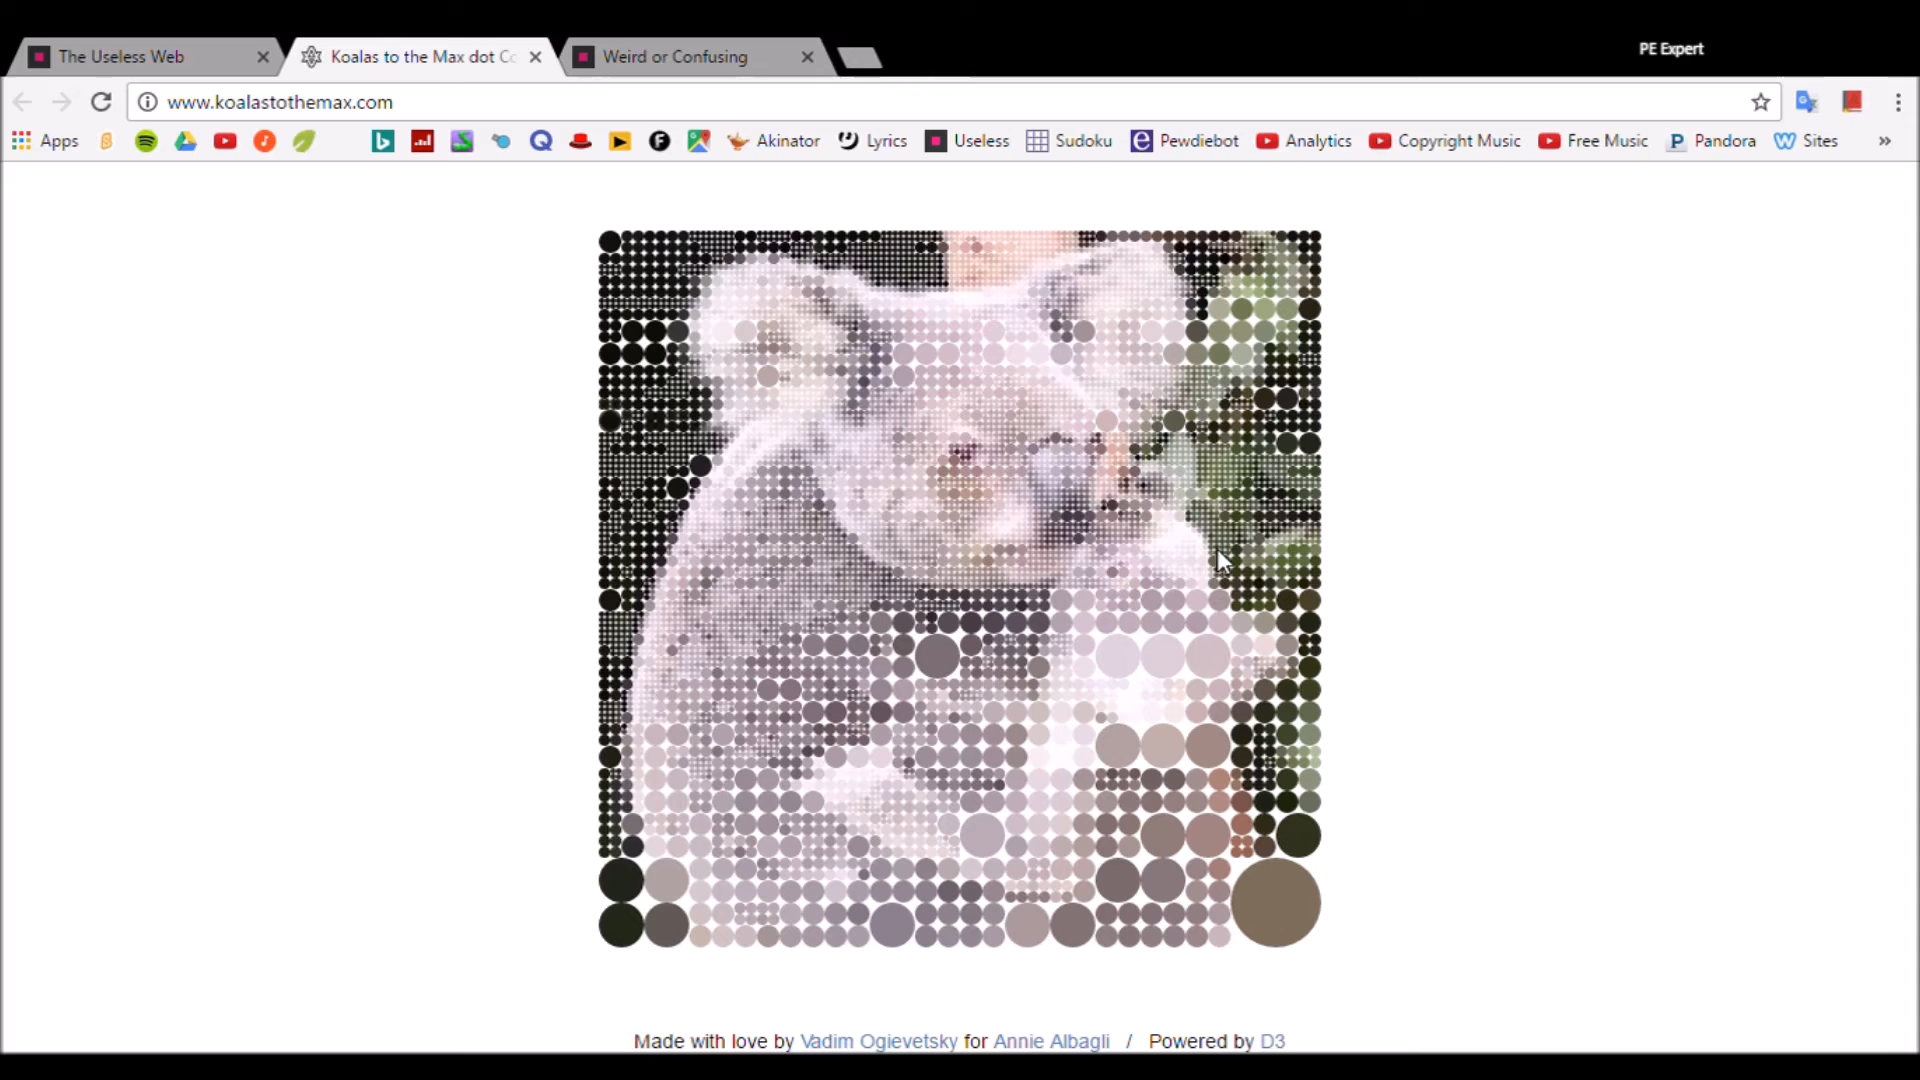 The Useless Web
Koalas to the Max dot Co
Weird or Confusing
PE Expert
www.koalastothemax.com
Apps
Akinator
Lyrics
Useless
Sudoku
Pewdiebot
Analytics
Copyright Music
Free Music
Pandora
Sites
»
Made with love by Vadim Ogievetsky for Annie Albagli / Powered by D3